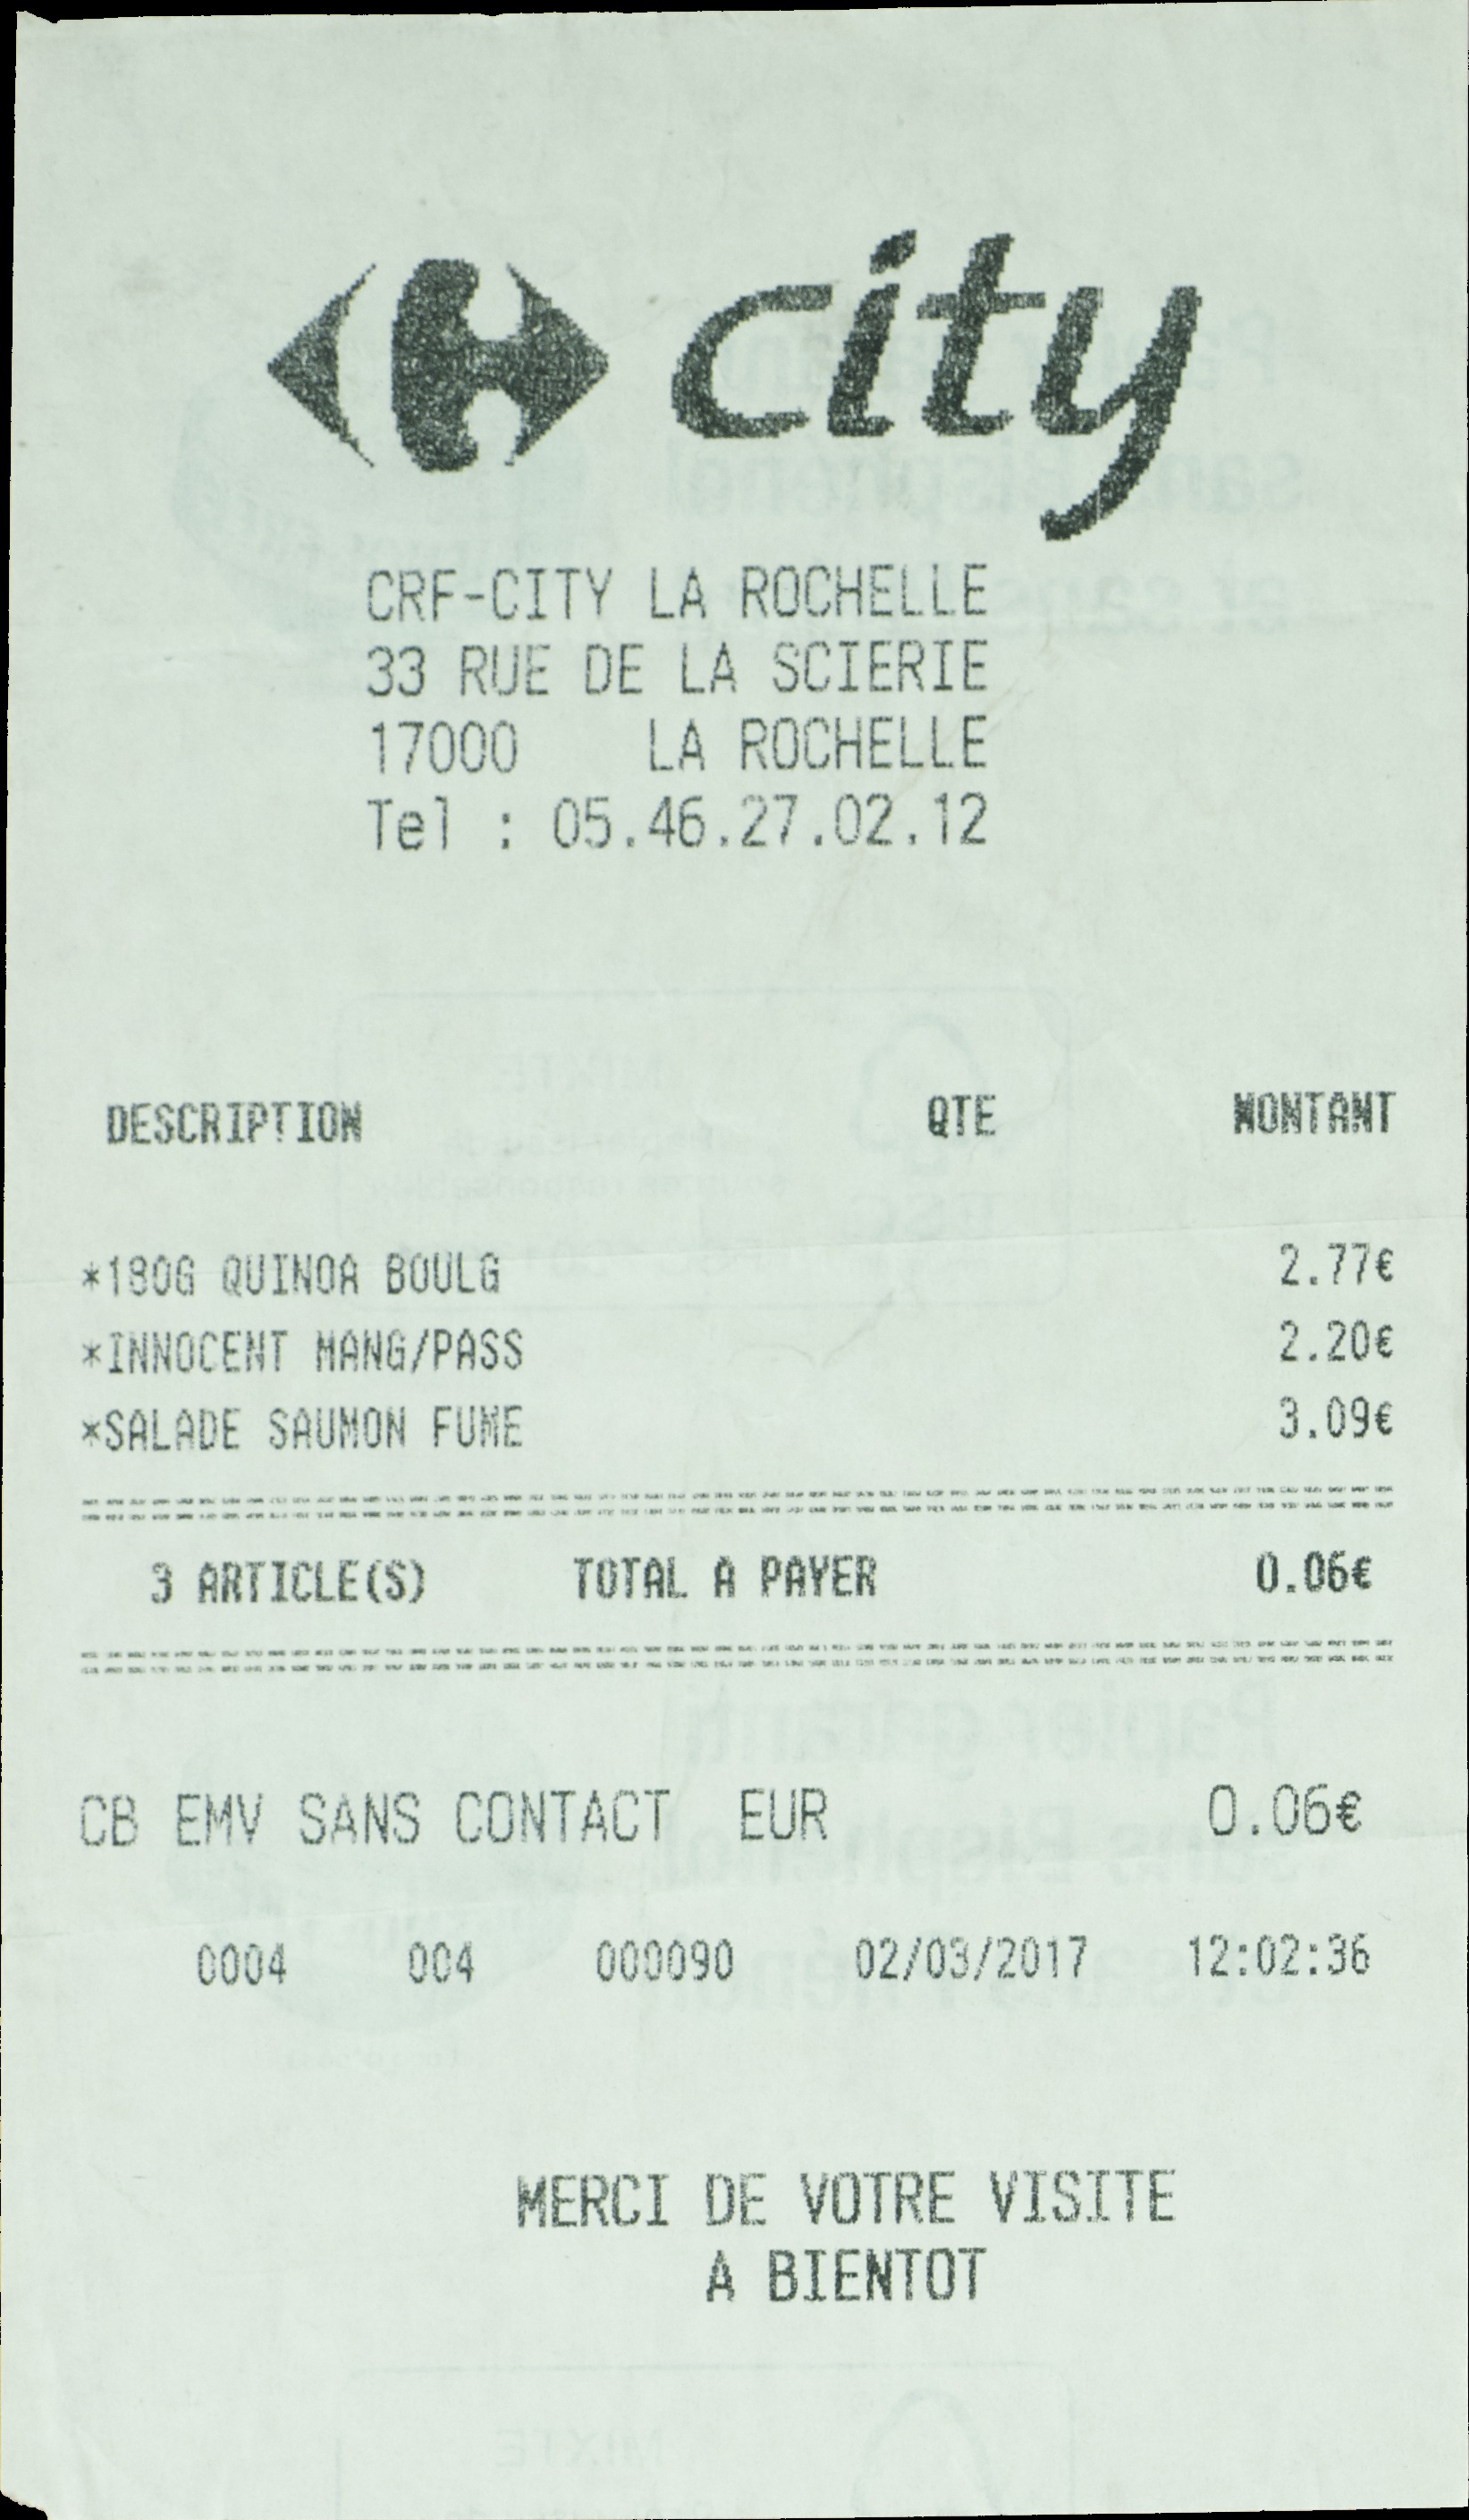 city
CRF-CITY LA ROCHELLE
33 RUE DE LA SCIERIE
17000 LA ROCHELLE
Tel : 05.46.27.02.12
DESCRIPTION QTE MONTANT
*180G QUINOA BOULG 2.77€
*INNOCENT MANG/PASS 2.20€
*SALADE SAUMON FUME 3.09€
3 ARTICLE(S) TOTAL A PAYER 0.06€
CB EMV SANS CONTACT EUR 0.06€
0004 004 000090 02/03/2017 12:02:36
MERCI DE VOTRE VISITE
A BIENTOT